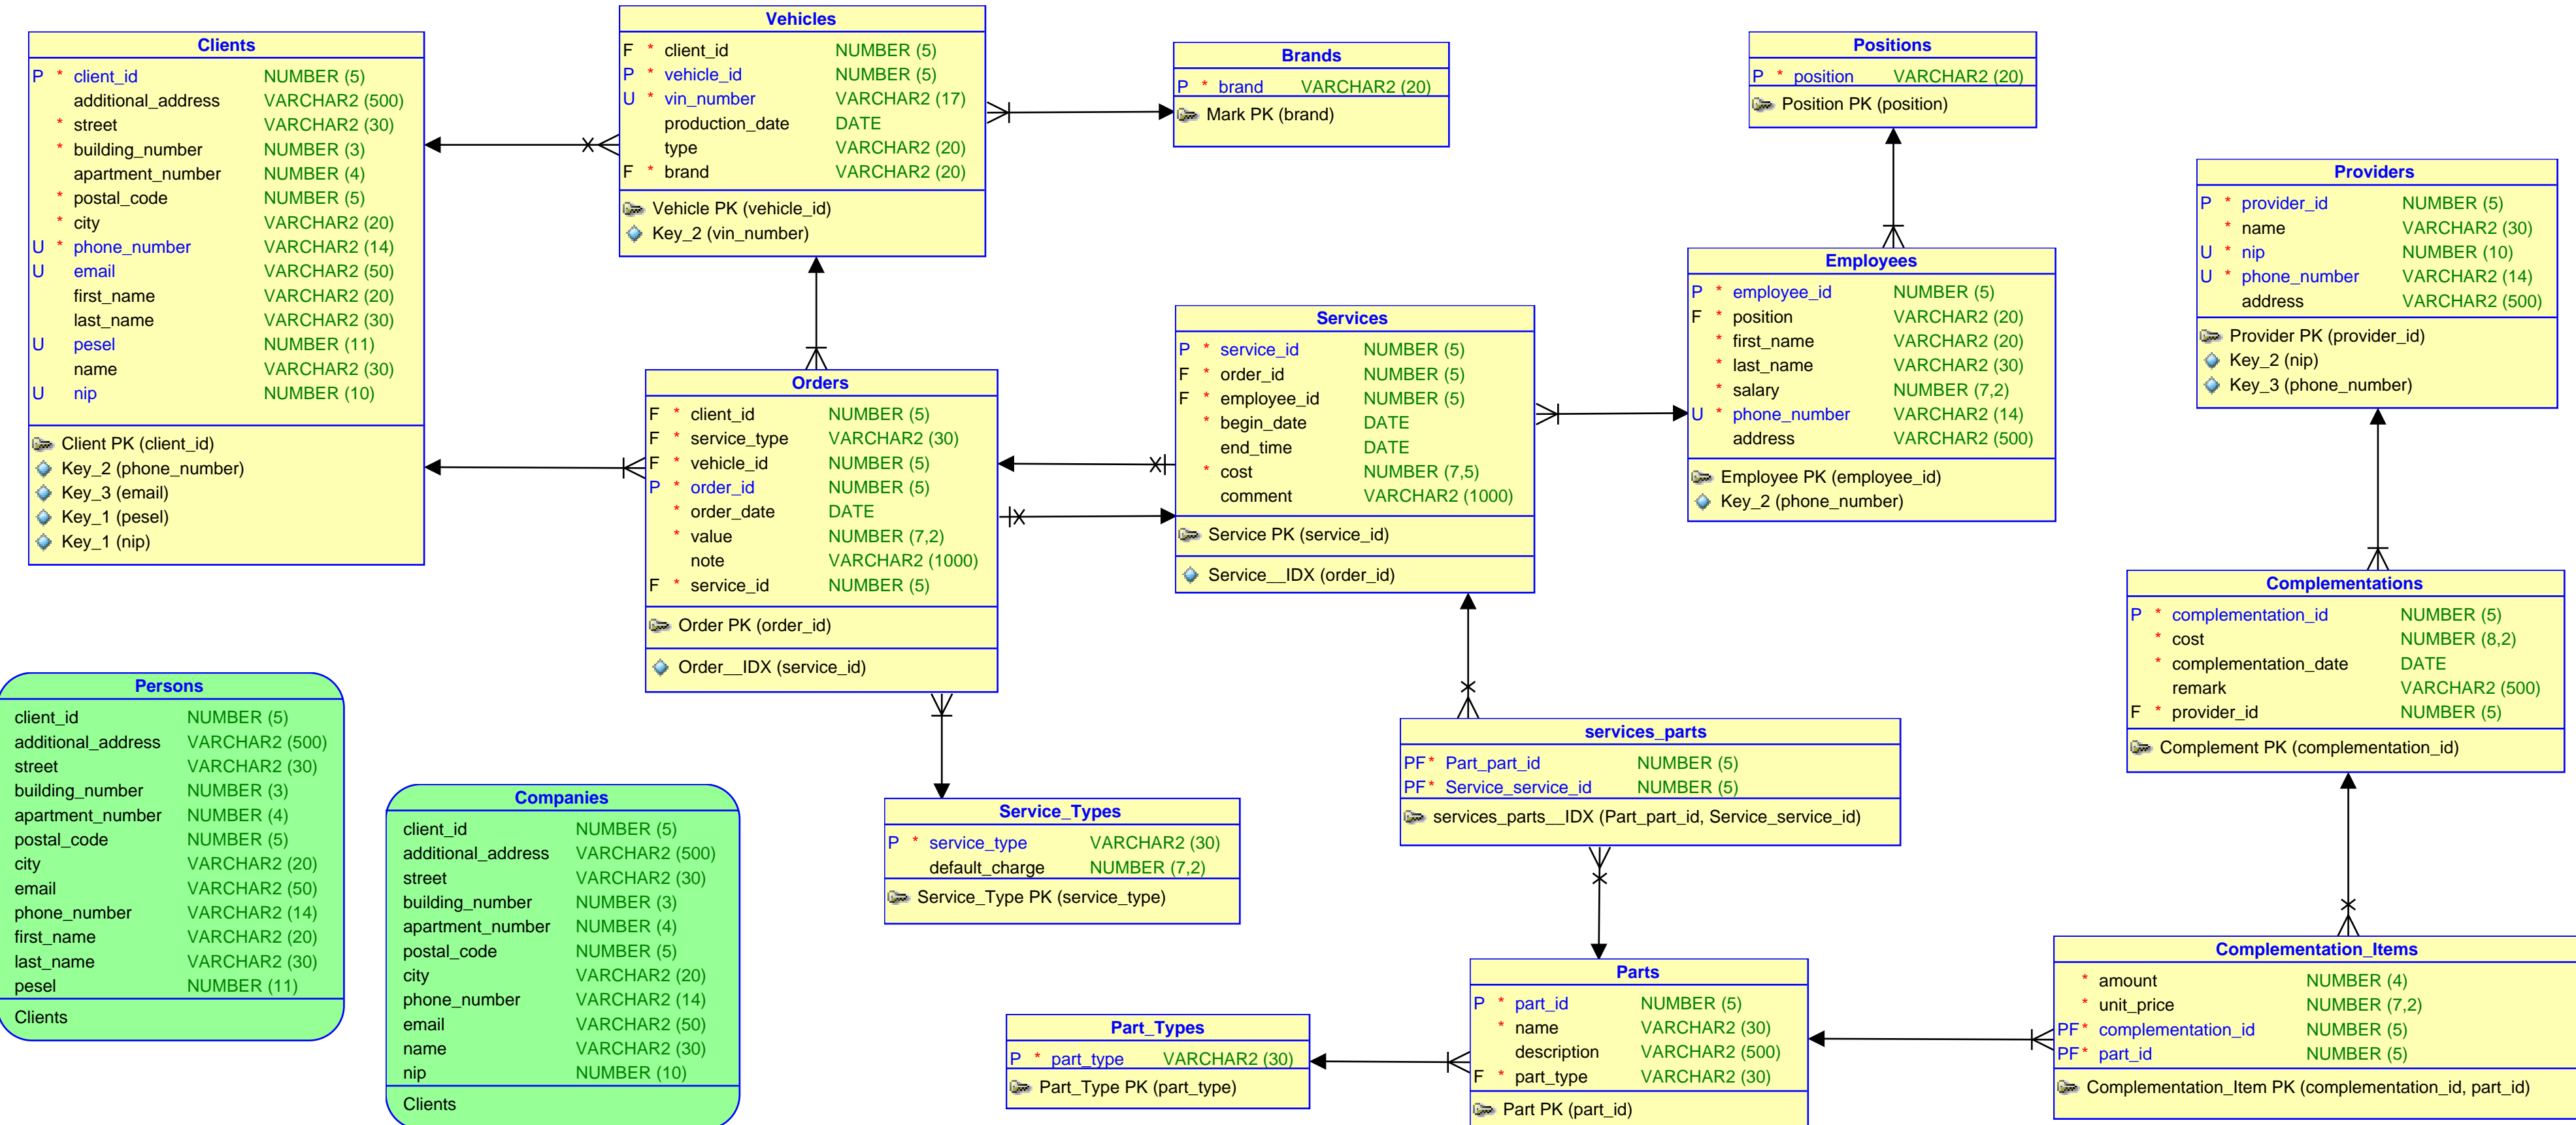 Clients
P * client_id NUMBER (5)
additional_address VARCHAR2 (500)
* street VARCHAR2 (30)
* building_number NUMBER (3)
apartment_number NUMBER (4)
* postal_code NUMBER (5)
* city VARCHAR2 (20)
U * phone_number VARCHAR2 (14)
U email VARCHAR2 (50)
first_name VARCHAR2 (20)
last_name VARCHAR2 (30)
U pesel NUMBER (11)
name VARCHAR2 (30)
U nip NUMBER (10)
Client PK (client_id)
Key_2 (phone_number)
Key_3 (email)
Key_1 (pesel)
Key_1 (nip)
Vehicles
F * client_id NUMBER (5)
P * vehicle_id NUMBER (5)
U * vin_number VARCHAR2 (17)
production_date DATE
type VARCHAR2 (20)
F * brand VARCHAR2 (20)
Vehicle PK (vehicle_id)
Key_2 (vin_number)
Brands
P * brand VARCHAR2 (20)
Mark PK (brand)
Positions
P * position VARCHAR2 (20)
Position PK (position)
Providers
P * provider_id NUMBER (5)
* name VARCHAR2 (30)
U * nip NUMBER (10)
U * phone_number VARCHAR2 (14)
address VARCHAR2 (500)
Provider PK (provider_id)
Key_2 (nip)
Key_3 (phone_number)
Employees
P * employee_id NUMBER (5)
F * position VARCHAR2 (20)
* first_name VARCHAR2 (20)
* last_name VARCHAR2 (30)
* salary NUMBER (7,2)
U * phone_number VARCHAR2 (14)
address VARCHAR2 (500)
Employee PK (employee_id)
Key_2 (phone_number)
Services
P * service_id NUMBER (5)
F * order_id NUMBER (5)
F * employee_id NUMBER (5)
* begin_date DATE
end_time DATE
* cost NUMBER (7,5)
comment VARCHAR2 (1000)
Service PK (service_id)
Service__IDX (order_id)
Orders
F * client_id NUMBER (5)
F * service_type VARCHAR2 (30)
F * vehicle_id NUMBER (5)
P * order_id NUMBER (5)
* order_date DATE
* value NUMBER (7,2)
note VARCHAR2 (1000)
F * service_id NUMBER (5)
Order PK (order_id)
Order__IDX (service_id)
Complementations
P * complementation_id NUMBER (5)
* cost NUMBER (8,2)
* complementation_date DATE
remark VARCHAR2 (500)
F * provider_id NUMBER (5)
Complement PK (complementation_id)
Persons
client_id NUMBER (5)
additional_address VARCHAR2 (500)
street VARCHAR2 (30)
building_number NUMBER (3)
apartment_number NUMBER (4)
postal_code NUMBER (5)
city VARCHAR2 (20)
email VARCHAR2 (50)
phone_number VARCHAR2 (14)
first_name VARCHAR2 (20)
last_name VARCHAR2 (30)
pesel NUMBER (11)
Clients
Companies
client_id NUMBER (5)
additional_address VARCHAR2 (500)
street VARCHAR2 (30)
building_number NUMBER (3)
apartment_number NUMBER (4)
postal_code NUMBER (5)
city VARCHAR2 (20)
phone_number VARCHAR2 (14)
email VARCHAR2 (50)
name VARCHAR2 (30)
nip NUMBER (10)
Clients
Service_Types
P * service_type VARCHAR2 (30)
default_charge NUMBER (7,2)
Service_Type PK (service_type)
services_parts
PF* Part_part_id NUMBER (5)
PF* Service_service_id NUMBER (5)
services_parts__IDX (Part_part_id, Service_service_id)
Part_Types
P * part_type VARCHAR2 (30)
Part_Type PK (part_type)
Parts
P * part_id NUMBER (5)
* name VARCHAR2 (30)
description VARCHAR2 (500)
F * part_type VARCHAR2 (30)
Part PK (part_id)
Complementation_Items
* amount NUMBER (4)
* unit_price NUMBER (7,2)
PF* complementation_id NUMBER (5)
PF* part_id NUMBER (5)
Complementation_Item PK (complementation_id, part_id)